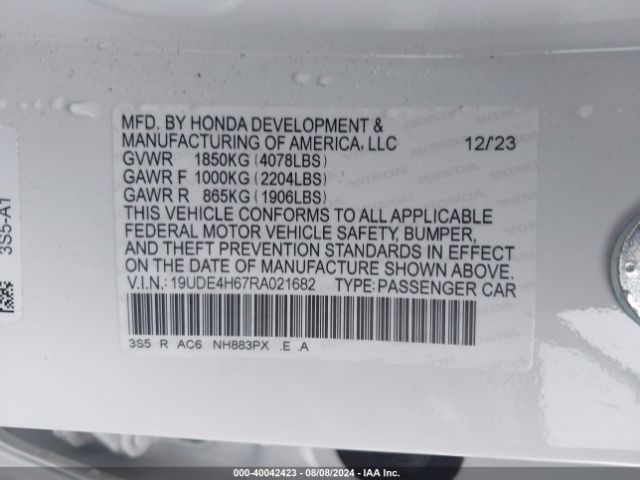 MFD. BY HONDA DEVELOPMENT &
MANUFACTURING OF AMERICA, LLC 12/'23
GVWR 1850KG (4078LBS)
GAWR F 1000KG (2204LBS)
GAWR R 865KG (1906LBS)
THIS VEHICLE CONFORMS TO ALL APPLICABLE
FEDERAL MOTOR VEHICLE SAFETY, BUMPER,
AND THEFT PREVENTION STANDARDS IN EFFECT
ON THE DATE OF MANUFACTURE SHOWN ABOVE.
V.I.N.: 19UDE4H67RA021682 TYPE: PASSENGER CAR
3S5 R AC6 NH883PX .E .A
3S5-A1
000-40042423 - 08/08/2024 - IAA Inc.